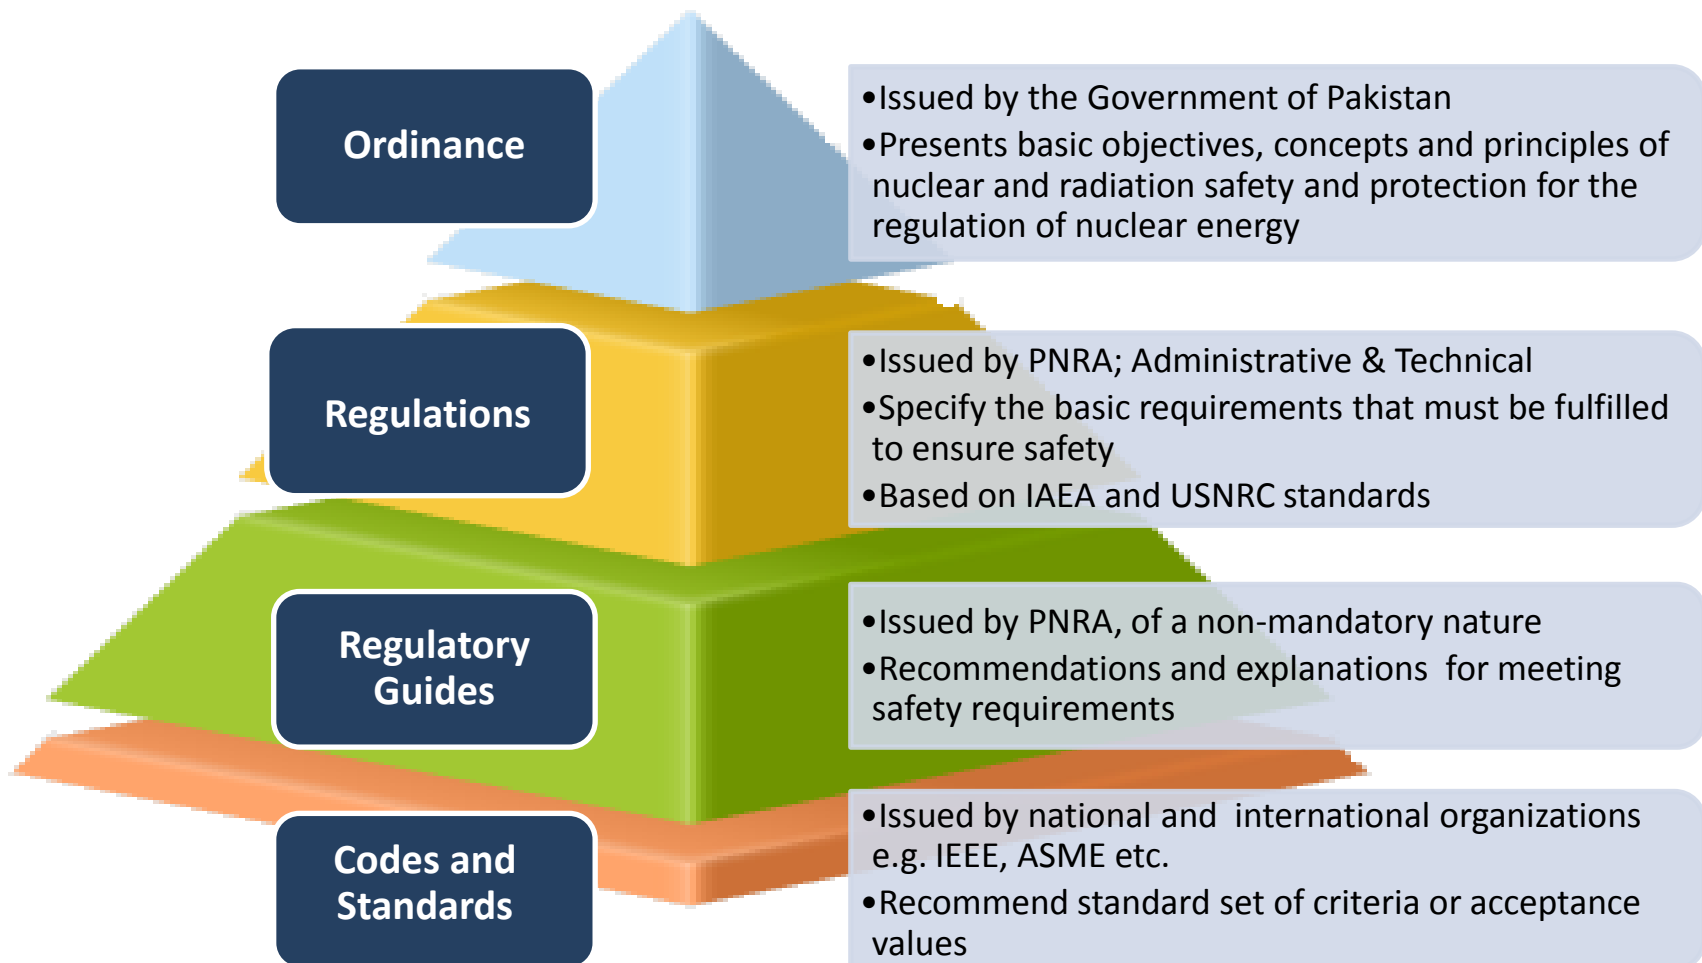 Ordinance
•Issued by the Government of Pakistan
•Presents basic objectives, concepts and principles of
nuclear and radiation safety and protection for the
regulation of nuclear energy
Regulations
•Issued by PNRA; Administrative & Technical
•Specify the basic requirements that must be fulfilled
to ensure safety
•Based on IAEA and USNRC standards
Regulatory
Guides
•Issued by PNRA, of a non-mandatory nature
•Recommendations and explanations for meeting
safety requirements
Codes and
Standards
•Issued by national and international organizations
e.g. IEEE, ASME etc.
•Recommend standard set of criteria or acceptance
values